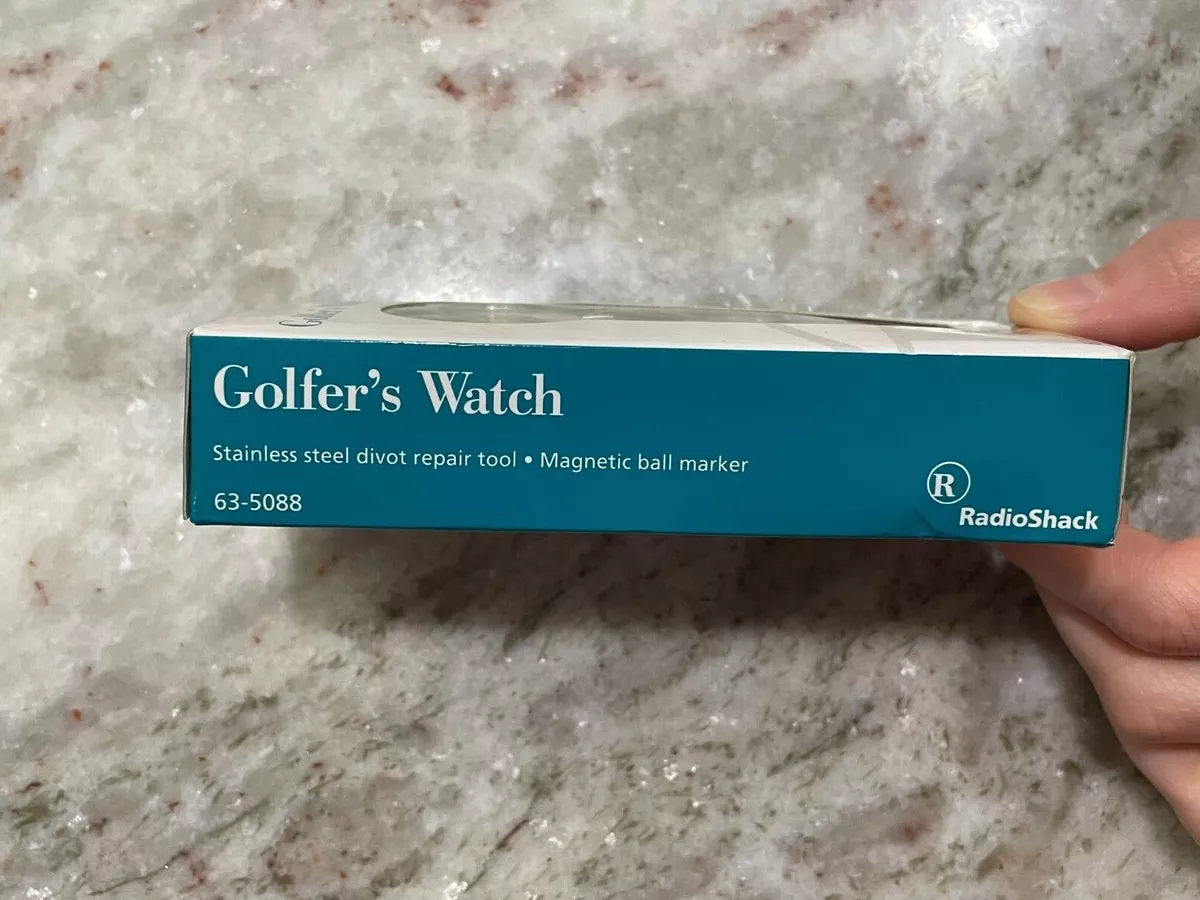 Golfer's Watch
Stainless steel divot repair tool • Magnetic ball marker
63-5088
R
RadioShack